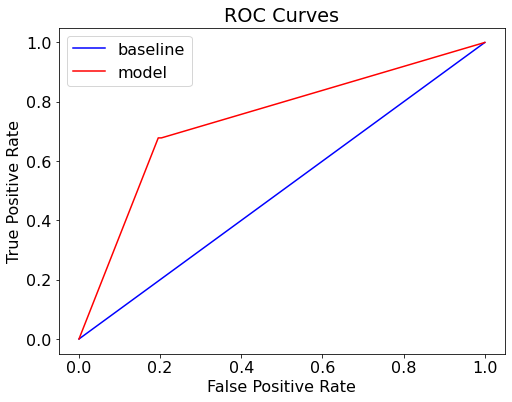 ROC Curves
baseline
model
True Positive Rate
1.0
0.8
0.6
0.4
0.2
0.0
0.0 0.2 0.4 0.6 0.8 1.0
False Positive Rate